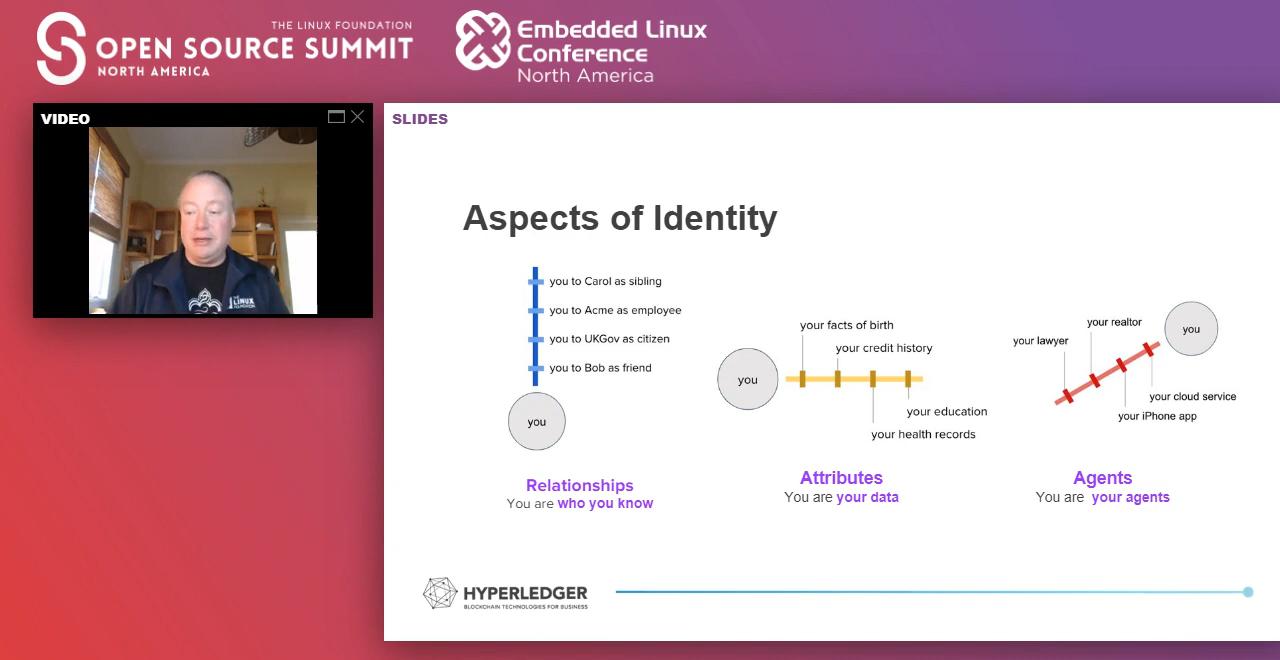 THE LINUX FOUNDATION
OPEN SOURCE SUMMIT
NORTH AMERICA
Embedded Linux
Conference
North America
VIDEO
THE
LINUX
FOUNDATION
SLIDES
Aspects of Identity
you to Carol as sibling
you to Acme as employee
you to UKGov as citizen
you to Bob as friend
you
Relationships
You are who you know
your facts of birth
your credit history
you
your education
your health records
Attributes
You are your data
your realtor
your lawyer
you
your cloud service
your iPhone app
Agents
You are your agents
HYPERLEDGER
BLOCKCHAIN TECHNOLOGIES FOR BUSINESS